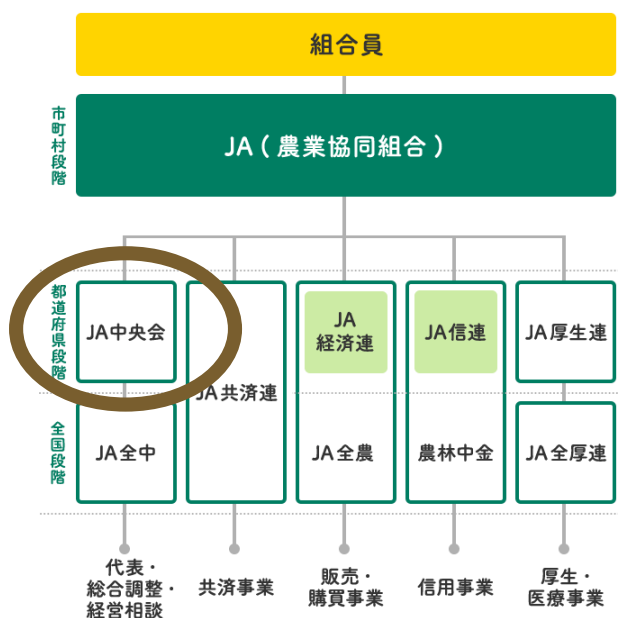 組合員
市町村段階
JA ( 農業協同組合 )
都道府県段階
JA中央会
JA共済連
JA
経済連
JA信連
JA厚生連
全国段階
JA全中
JA全農
農林中金
JA全厚連
代表・
総合調整・
経営相談
共済事業
販売・
購買事業
信用事業
厚生・
医療事業